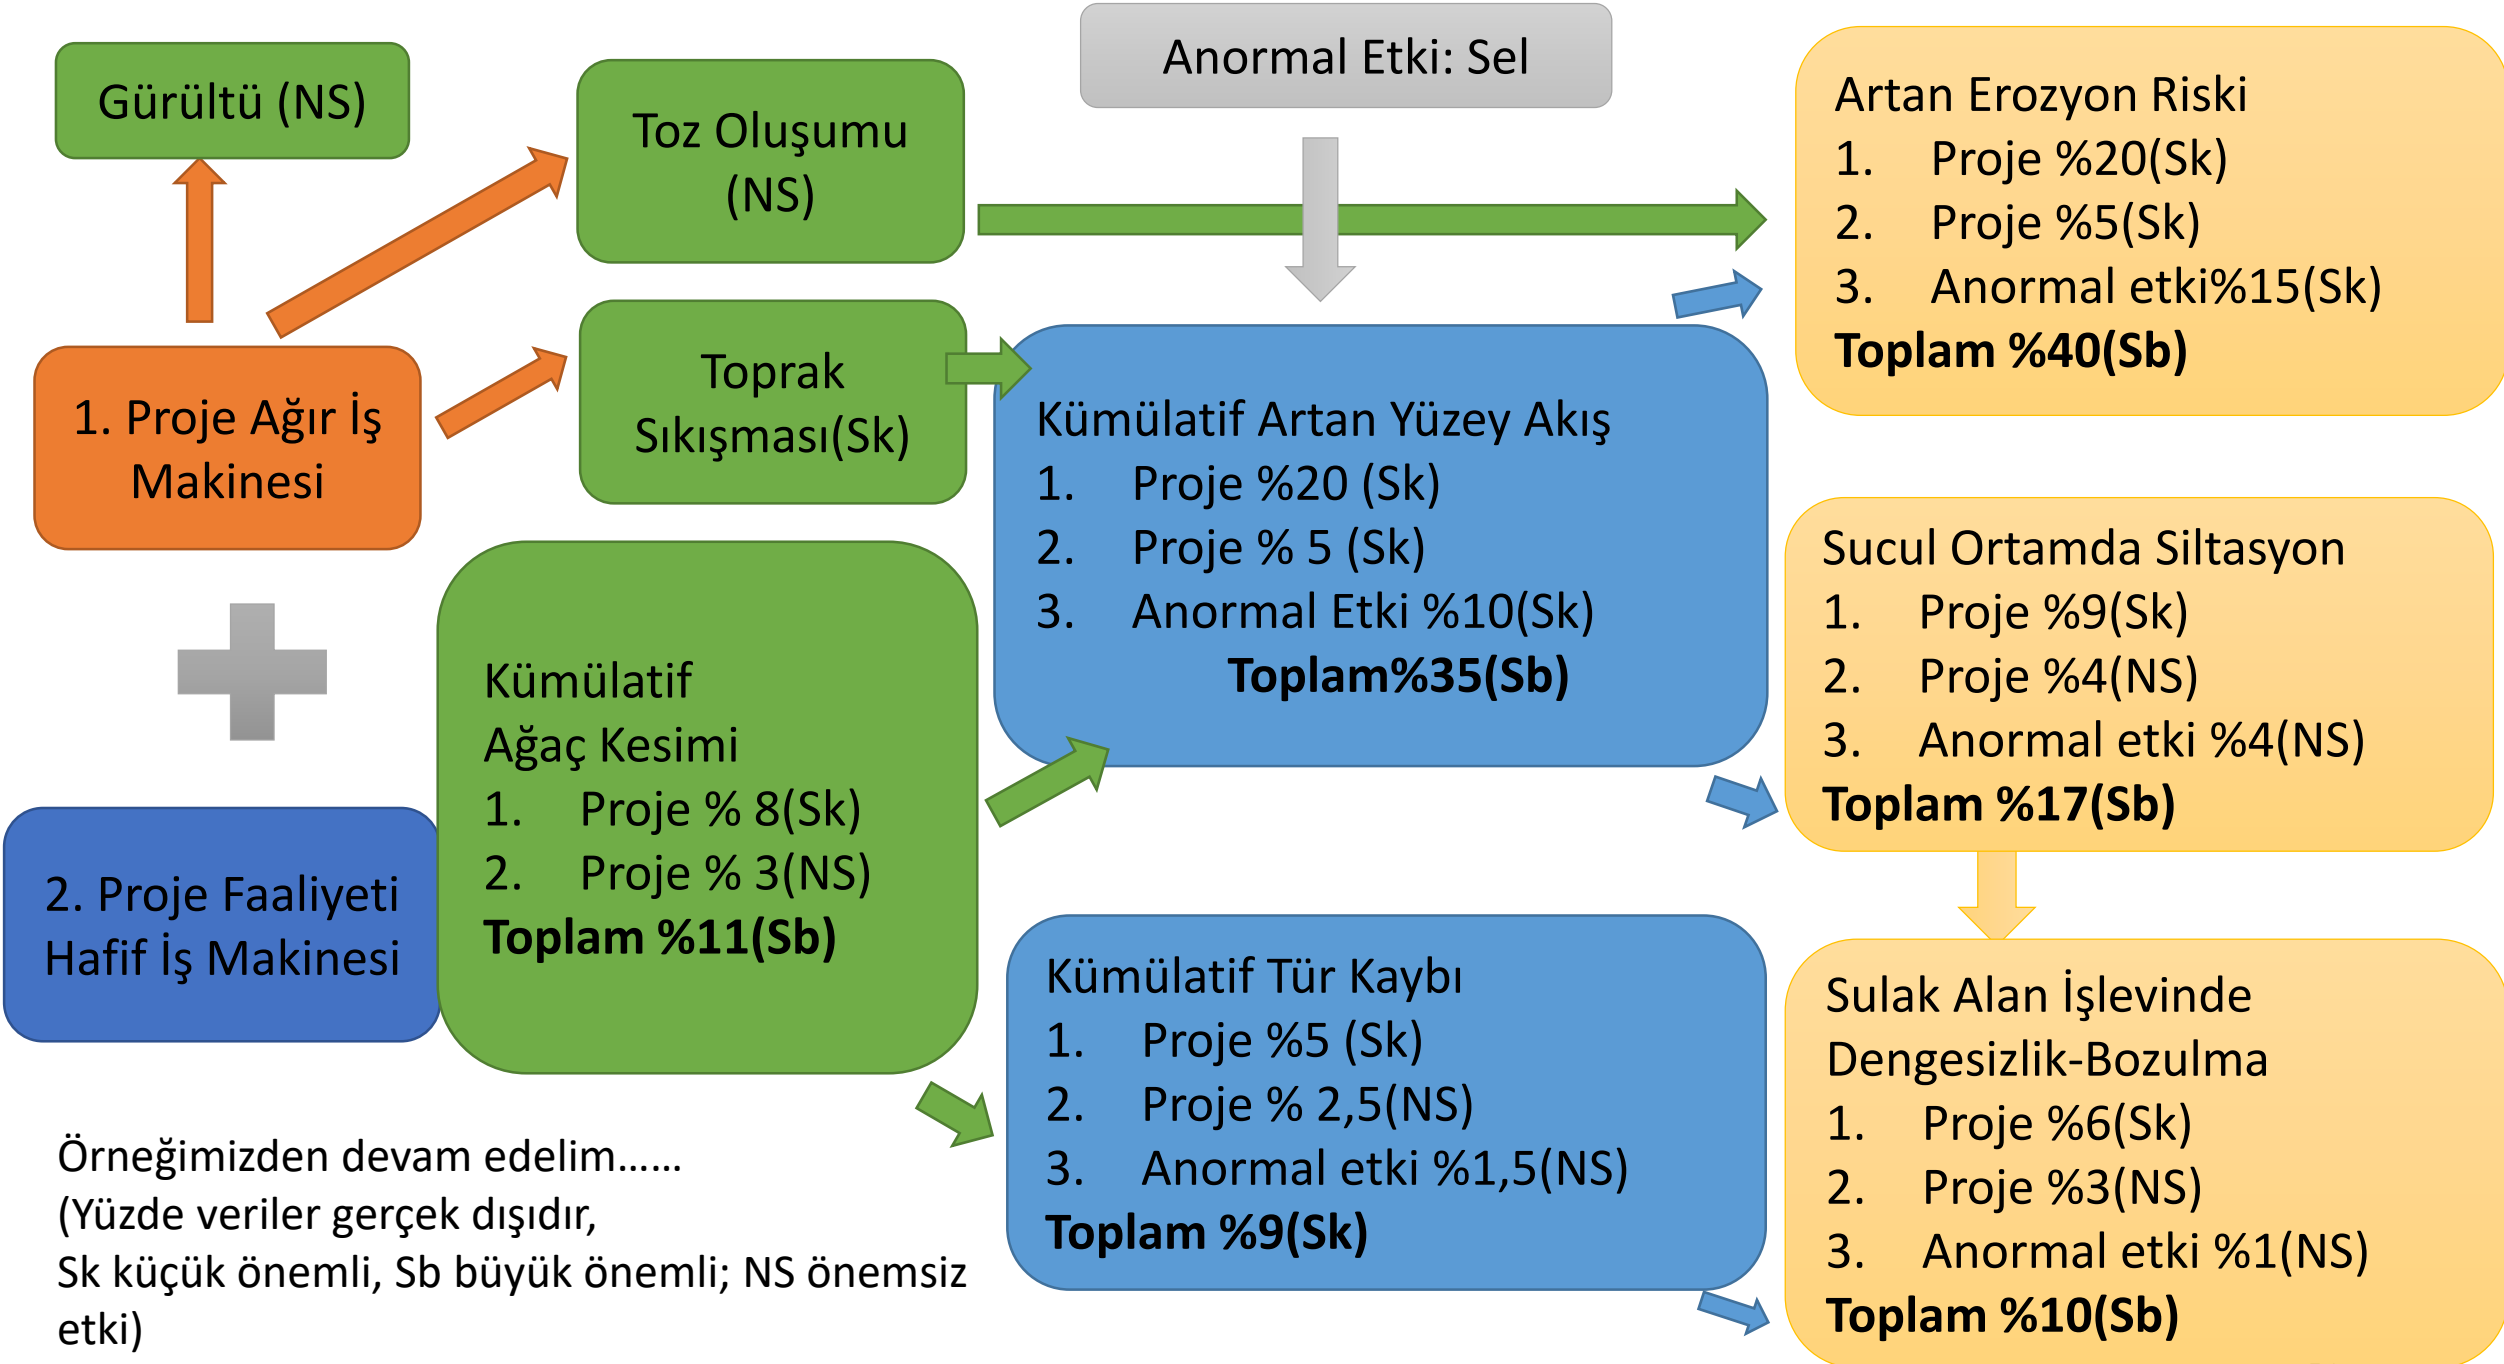 Gürültü (NS)
Toz Oluşumu
(NS)
Anormal Etki: Sel
Artan Erozyon Riski
1. Proje %20(Sk)
2. Proje %5(Sk)
3. Anormal etki%15(Sk)
Toplam %40(Sb)
1. Proje Ağır İş
Makinesi
Toprak
Sıkışması(Sk)
Kümülatif Artan Yüzey Akış
1. Proje %20 (Sk)
2. Proje % 5 (Sk)
3. Anormal Etki %10(Sk)
Toplam%35(Sb)
Sucul Ortamda Siltasyon
1. Proje %9(Sk)
2. Proje %4(NS)
3. Anormal etki %4(NS)
Toplam %17(Sb)
Kümülatif
Ağaç Kesimi
1. Proje % 8(Sk)
2. Proje % 3(NS)
Toplam %11(Sb)
2. Proje Faaliyeti
Hafif İş Makinesi
Kümülatif Tür Kaybı
1. Proje %5 (Sk)
2. Proje % 2,5(NS)
3. Anormal etki %1,5(NS)
Toplam %9(Sk)
Sulak Alan İşlevinde
Dengesizlik-Bozulma
1. Proje %6(Sk)
2. Proje %3(NS)
3. Anormal etki %1(NS)
Toplam %10(Sb)
Örneğimizden devam edelim......
(Yüzde veriler gerçek dışıdır,
Sk küçük önemli, Sb büyük önemli; NS önemsiz
etki)